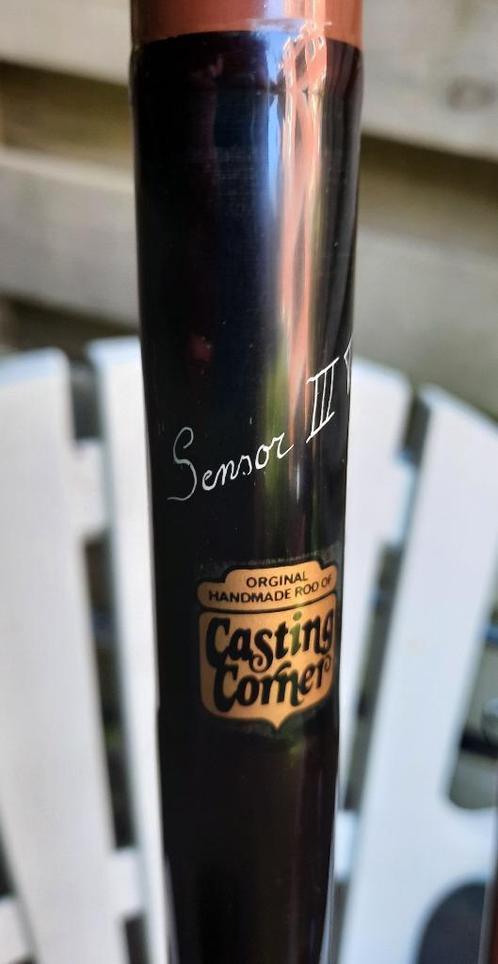 Sensor III
ORGINAL
HANDMADE ROD OF
Casting
Corner